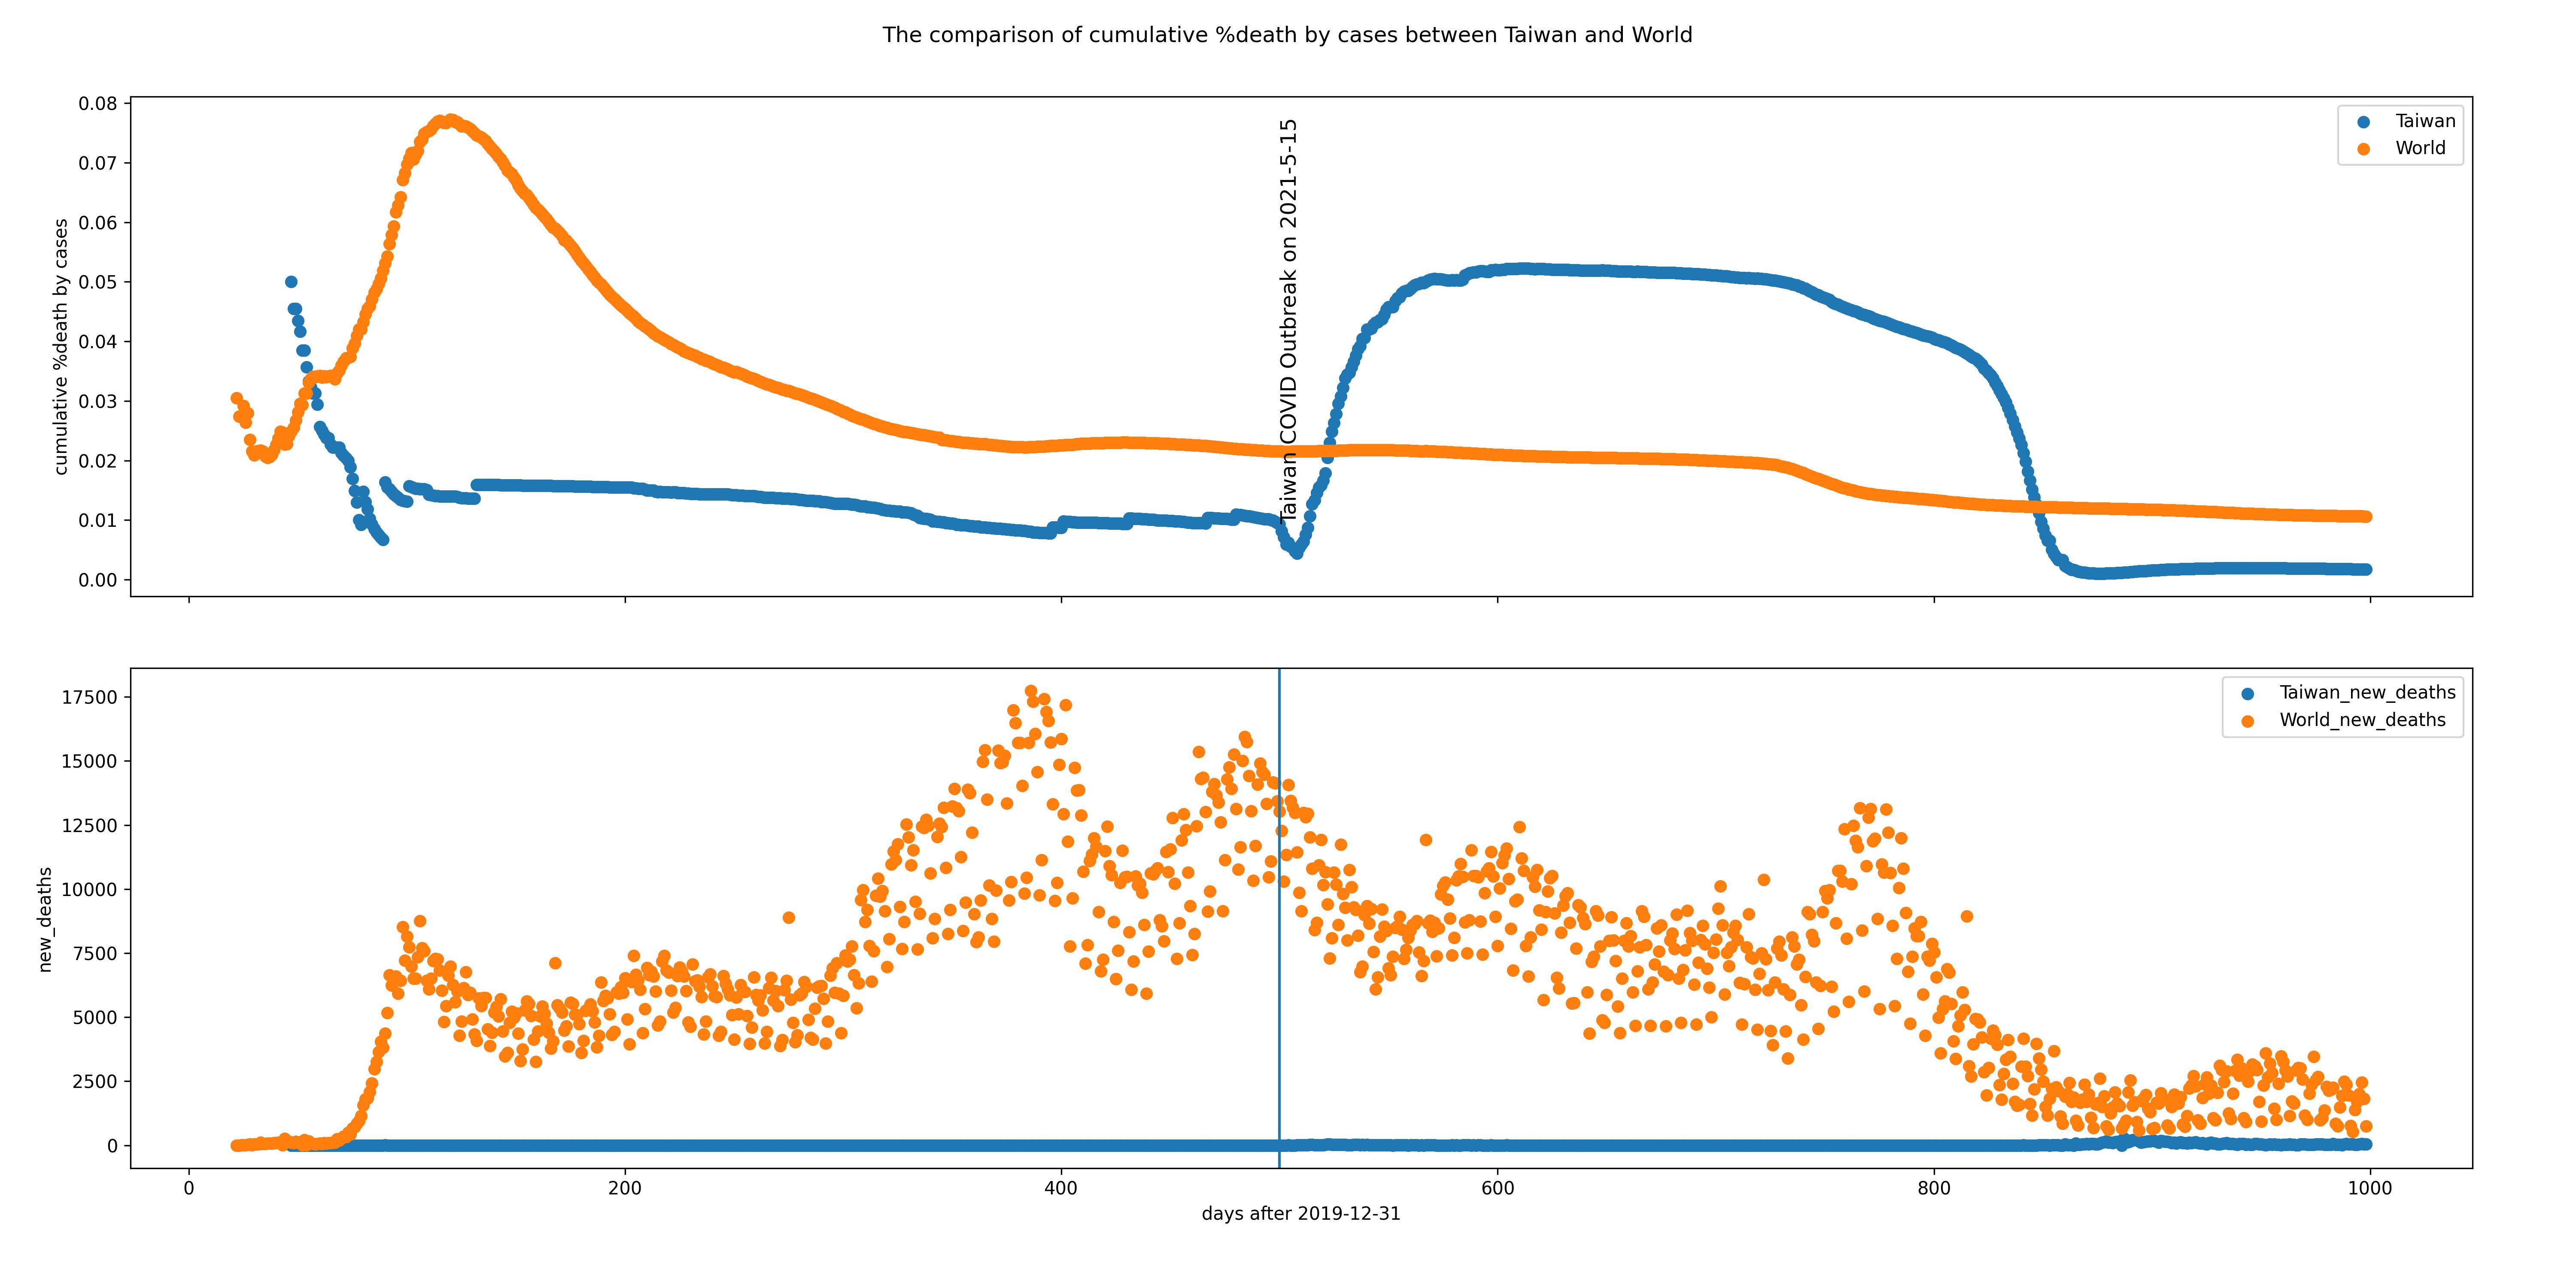 The comparison of cumulative %death by cases between Taiwan and World
cumulative %death by cases
0.08
0.07
0.06
0.05
0.04
0.03
0.02
0.01
0.00
Taiwan COVID Outbreak on 2021-5-15
Taiwan
World
new_deaths
17500
15000
12500
10000
7500
5000
2500
0
Taiwan_new_deaths
World_new_deaths
0 200 400 600 800 1000
days after 2019-12-31